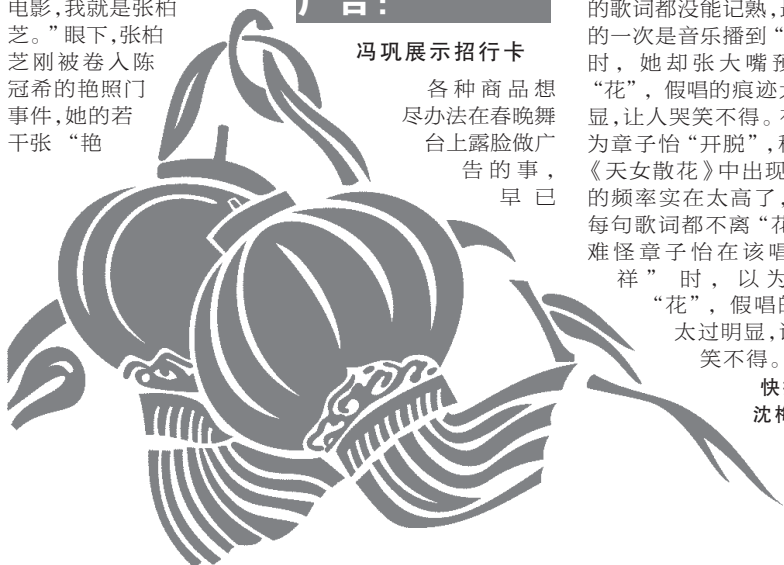 电影,我就是张柏
芝。”眼下,张柏
芝刚被卷入陈
冠希的艳照门
事件,她的若
干张“艳
广告!
冯巩展示招行卡
各种商品想
尽办法在春晚舞
台上露脸做广
告的事,
早已
的歌词都没能记熟,
的一次是音乐播到“
时,她却张大嘴
“花”,假唱的痕迹
显,让人哭笑不得。
为章子怡“开脱”,
《天女散花》中出现
的频率实在太高了,
每句歌词都不离“花
难怪章子怡在该唱
祥”时,以为
“花”,假唱的
太过明显,
笑不得。
快
沈